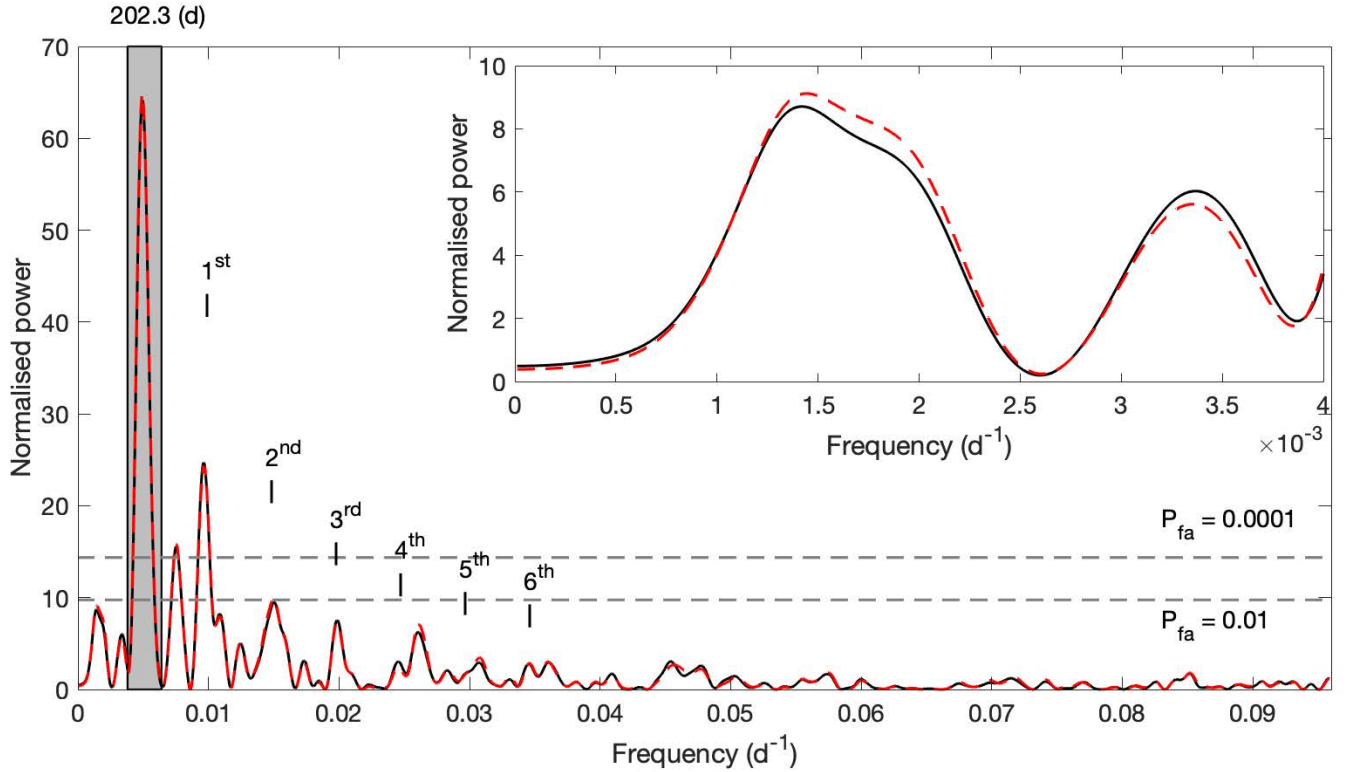 202.3 (d)
70
60
50
40
30
20
10
0
Normalised power
1st
2nd
3rd
4th
5th
6th
Pfa = 0.0001
Pfa = 0.01
0 0.01 0.02 0.03 0.04 0.05 0.06 0.07 0.08 0.09
Frequency (d-1)
10
8
6
4
2
0
Normalised power
0 0.5 1 1.5 2 2.5 3 3.5 4
Frequency (d-1)
×10-3